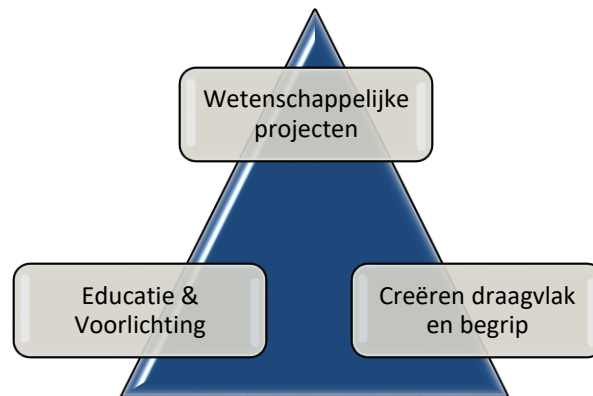 Wetenschappelijke
projecten
Educatie &
Voorlichting
Creëren draagvlak
en begrip